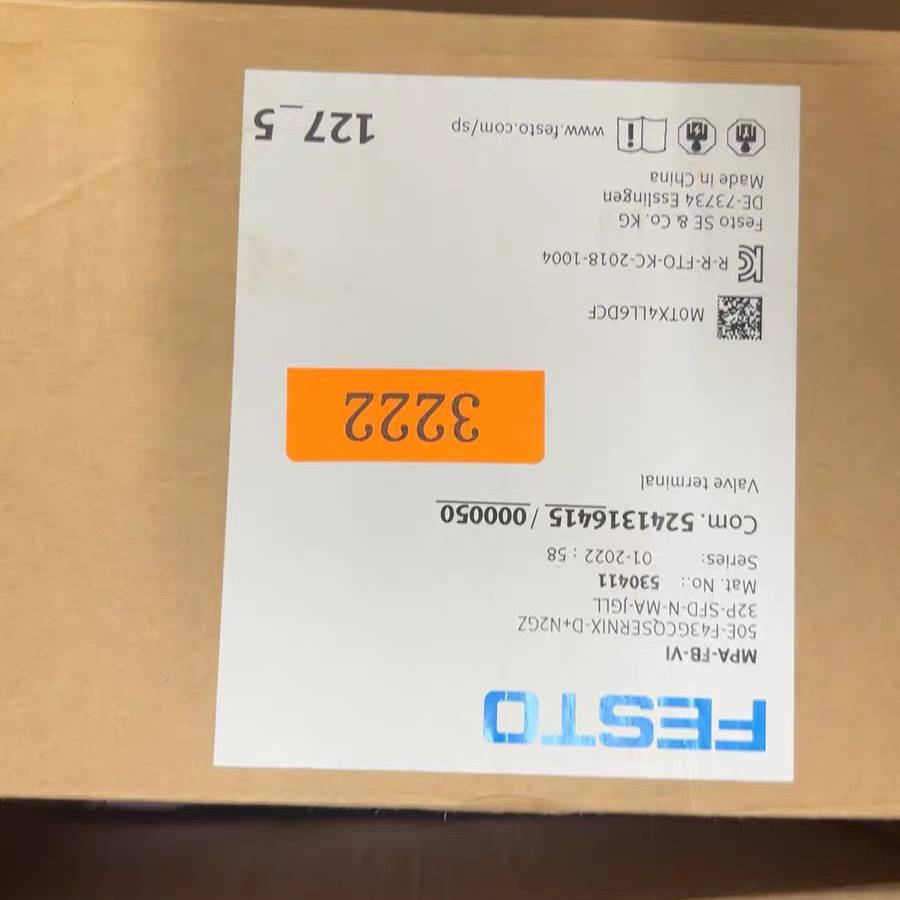 FESTO
MPA-FB-VI
50E-F43GCQSERNIX-D+N2GZ
32P-SFD-N-MA-JGLL
Mat. No.: 530411
Series: 01-2022 : 58
Com. 5241316415 / 000050
Valve terminal
3222
M0TX4LL6DCF
R-R-FTO-KC-2018-1004
Festo SE & Co. KG
DE-73734 Esslingen
Made in China
www.festo.com/sp 127_5